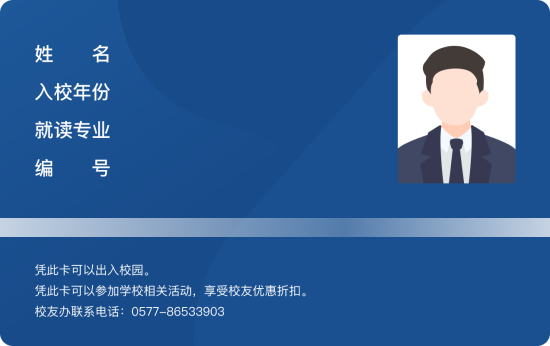 姓 名
入校年份
就读专业
编 号
凭此卡可以出入校园。
凭此卡可以参加学校相关活动，享受校友优惠折扣。
校友办联系电话：0577-86533903